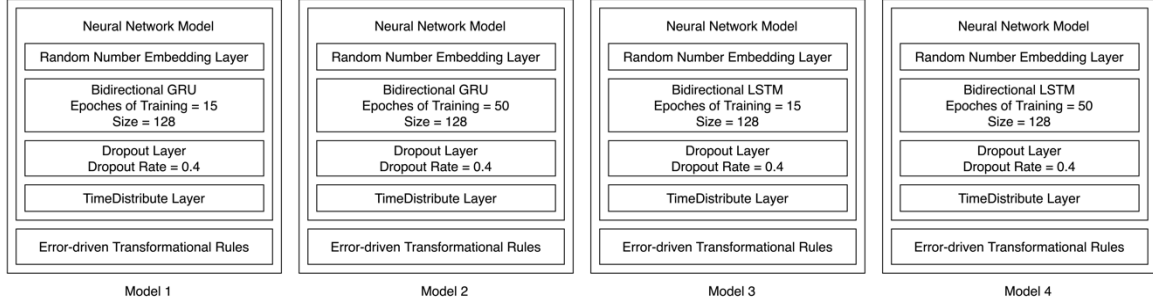 Neural Network Model
Random Number Embedding Layer
Bidirectional GRU
Epoches of Training = 15
Size = 128
Dropout Layer
Dropout Rate = 0.4
TimeDistribute Layer
Error-driven Transformational Rules
Model 1
Neural Network Model
Random Number Embedding Layer
Bidirectional GRU
Epoches of Training = 50
Size = 128
Dropout Layer
Dropout Rate = 0.4
TimeDistribute Layer
Error-driven Transformational Rules
Model 2
Neural Network Model
Random Number Embedding Layer
Bidirectional LSTM
Epoches of Training = 15
Size = 128
Dropout Layer
Dropout Rate = 0.4
TimeDistribute Layer
Error-driven Transformational Rules
Model 3
Neural Network Model
Random Number Embedding Layer
Bidirectional LSTM
Epoches of Training = 50
Size = 128
Dropout Layer
Dropout Rate = 0.4
TimeDistribute Layer
Error-driven Transformational Rules
Model 4